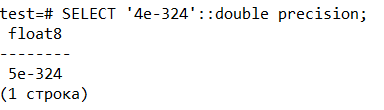 test=# SELECT '4e-324'::double precision;
float8
--------
5e-324
(1 строка)